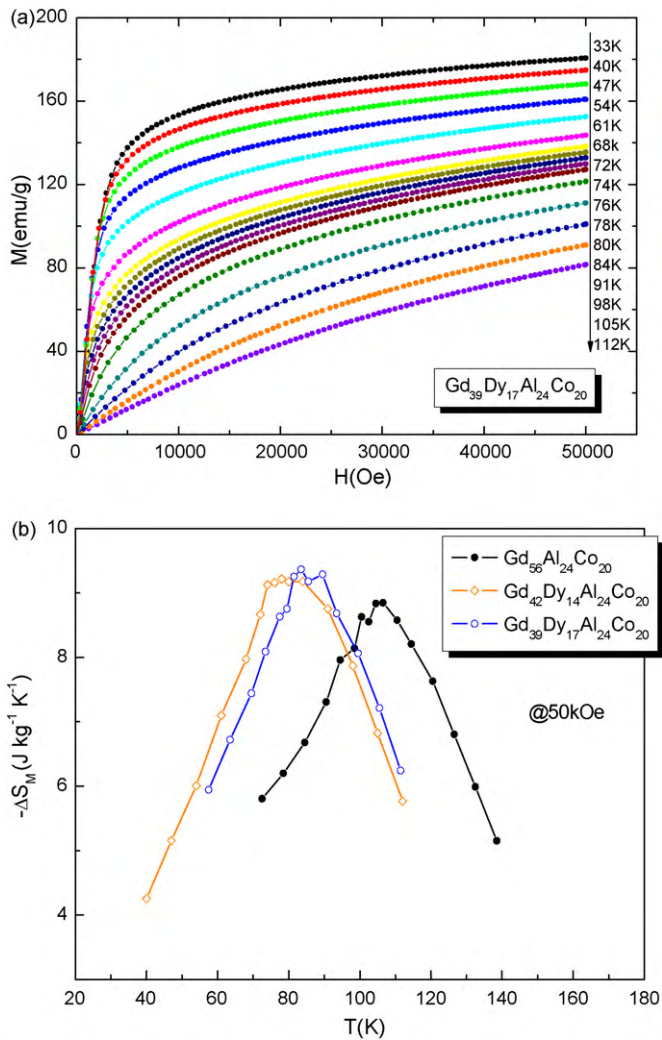 (a)
200
160
120
80
40
0
M(emu/g)
33K
40K
47K
54K
61K
68k
72K
74K
76K
78K
80K
84K
91K
98K
105K
112K
Gd39Dy17Al24Co20
0 10000 20000 30000 40000 50000
H(Oe)
(b)
10
8
6
4
-ΔSM(J kg-1 K-1)
Gd56Al24Co20
Gd42Dy14Al24Co20
Gd39Dy17Al24Co20
@50kOe
20 40 60 80 100 120 140 160 180
T(K)